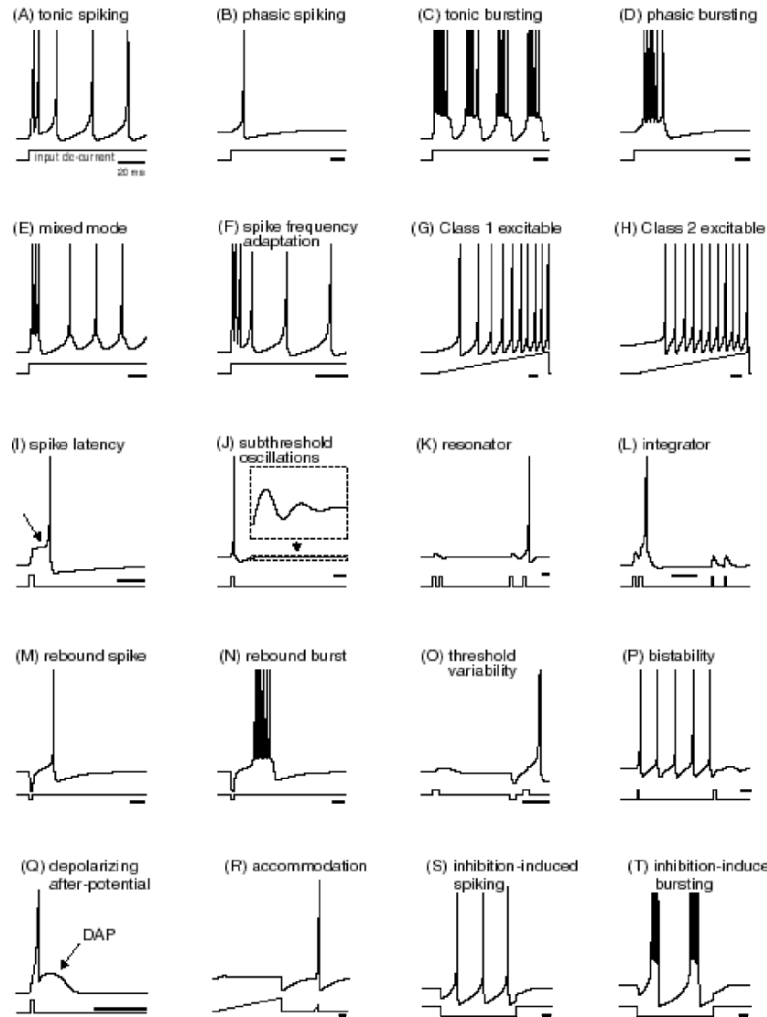 (A) tonic spiking
(B) phasic spiking
(C) tonic bursting
(D) phasic bursting
input dc-current
20 ms
(E) mixed mode
(F) spike frequency
adaptation
(G) Class 1 excitable
(H) Class 2 excitable
(I) spike latency
(J) subthreshold
oscillations
(K) resonator
(L) integrator
(M) rebound spike
(N) rebound burst
(O) threshold
variability
(P) bistability
(Q) depolarizing
after-potential
DAP
(R) accommodation
(S) inhibition-induced
spiking
(T) inhibition-induce
bursting